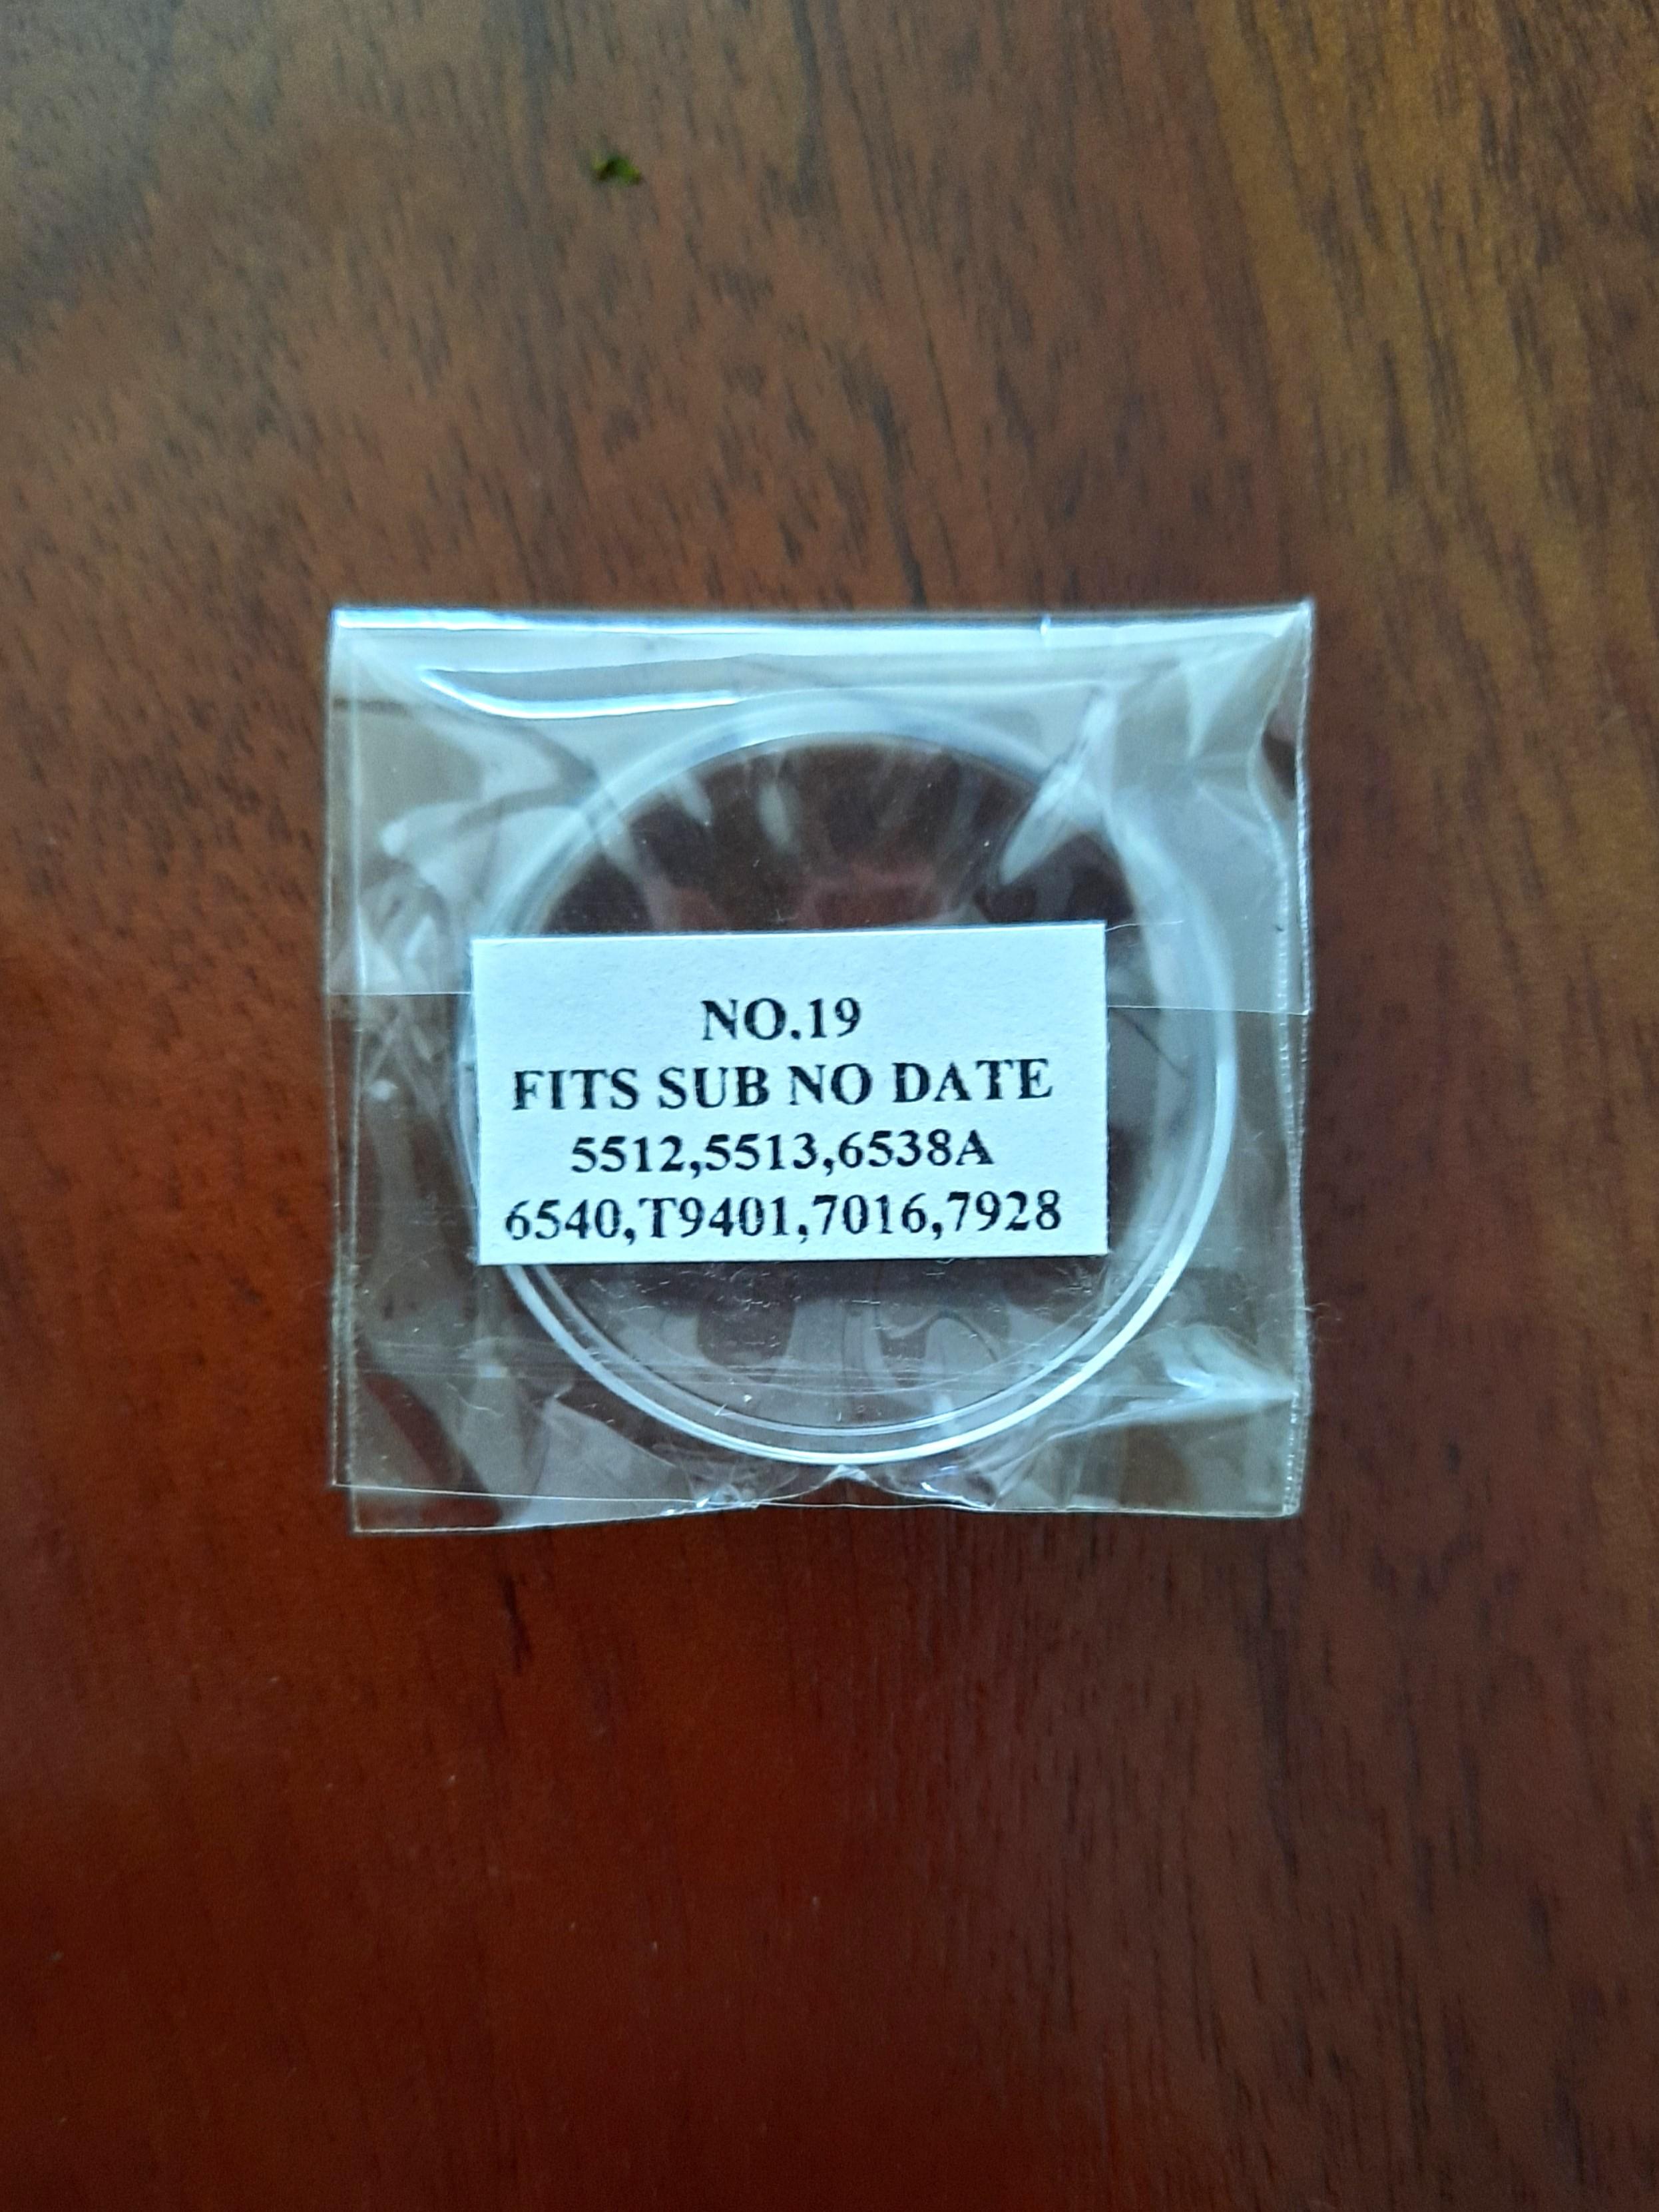 NO.19
FITS SUB NO DATE
5512,5513,6538A
6540,T9401,7016,7928